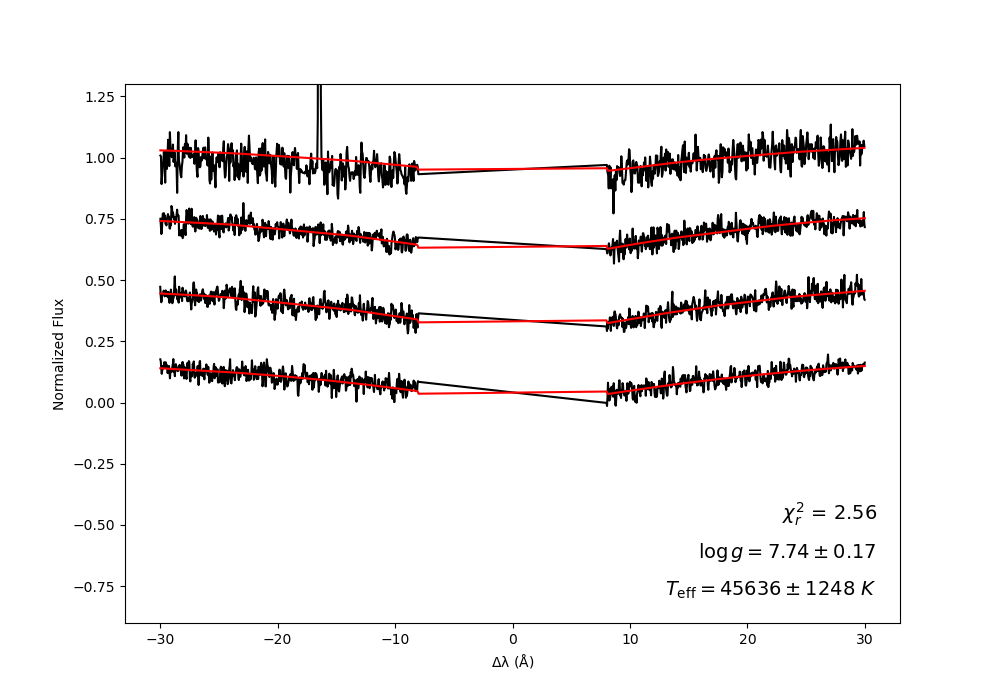 1.25
1.00
0.75
0.50
0.25
0.00
−0.25
−0.50
−0.75
Normalized Flux
χ²ᵣ = 2.56
log g = 7.74 ± 0.17
T_eff = 45636 ± 1248 K
−30 −20 −10 0 10 20 30
Δλ (Å)